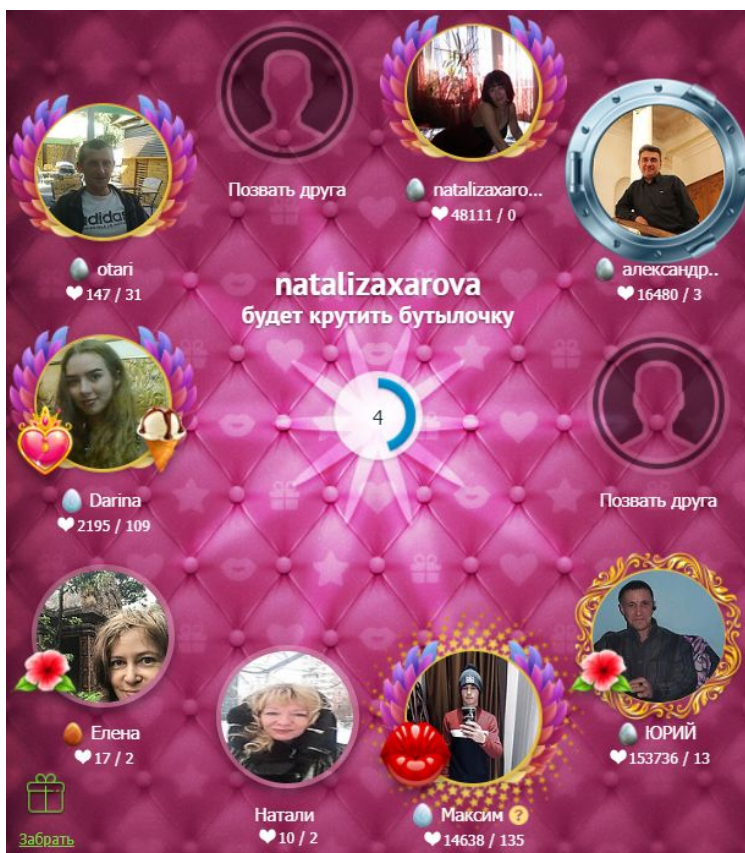 natalizaxaro...
48111 / 0
Позвать друга
adidas
otari
147 / 31
александр..
16480 / 3
natalizaxarova
будет крутить бутылочку
4
Darina
2195 / 109
Позвать друга
Елена
17 / 2
ЮРИЙ
153736 / 13
Натали
10 / 2
Максим ?
14638 / 135
Забрать